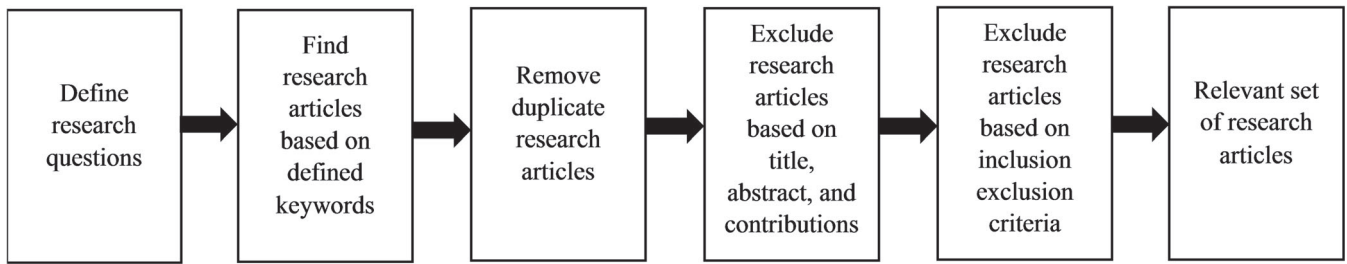 Define
research
questions
Find
research
articles
based on
defined
keywords
Remove
duplicate
research
articles
Exclude
research
articles
based on
title,
abstract, and
contributions
Exclude
research
articles
based on
inclusion
exclusion
criteria
Relevant set
of research
articles